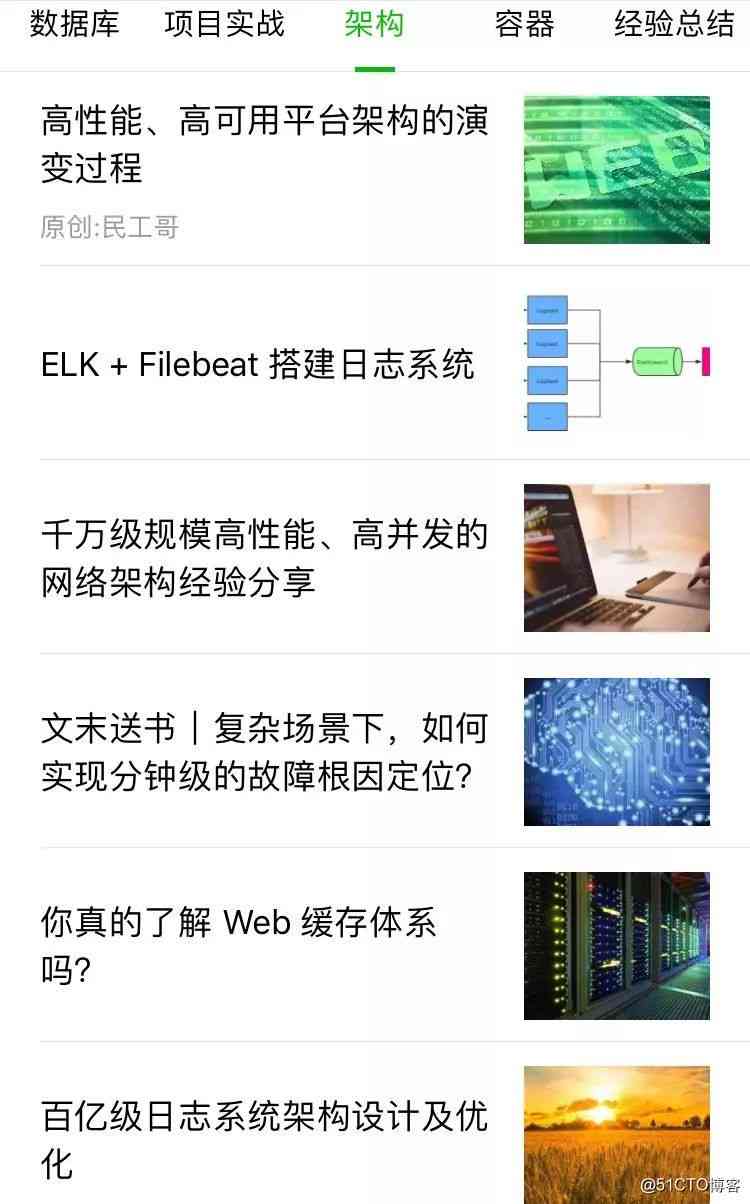 数据库 项目实战 架构 容器 经验总结
高性能、高可用平台架构的演
变过程
原创:民工哥
WEB
ELK + Filebeat 搭建日志系统
千万级规模高性能、高并发的
网络架构经验分享
文末送书｜复杂场景下，如何
实现分钟级的故障根因定位？
你真的了解 Web 缓存体系
吗？
百亿级日志系统架构设计及优
化
@51CTO博客